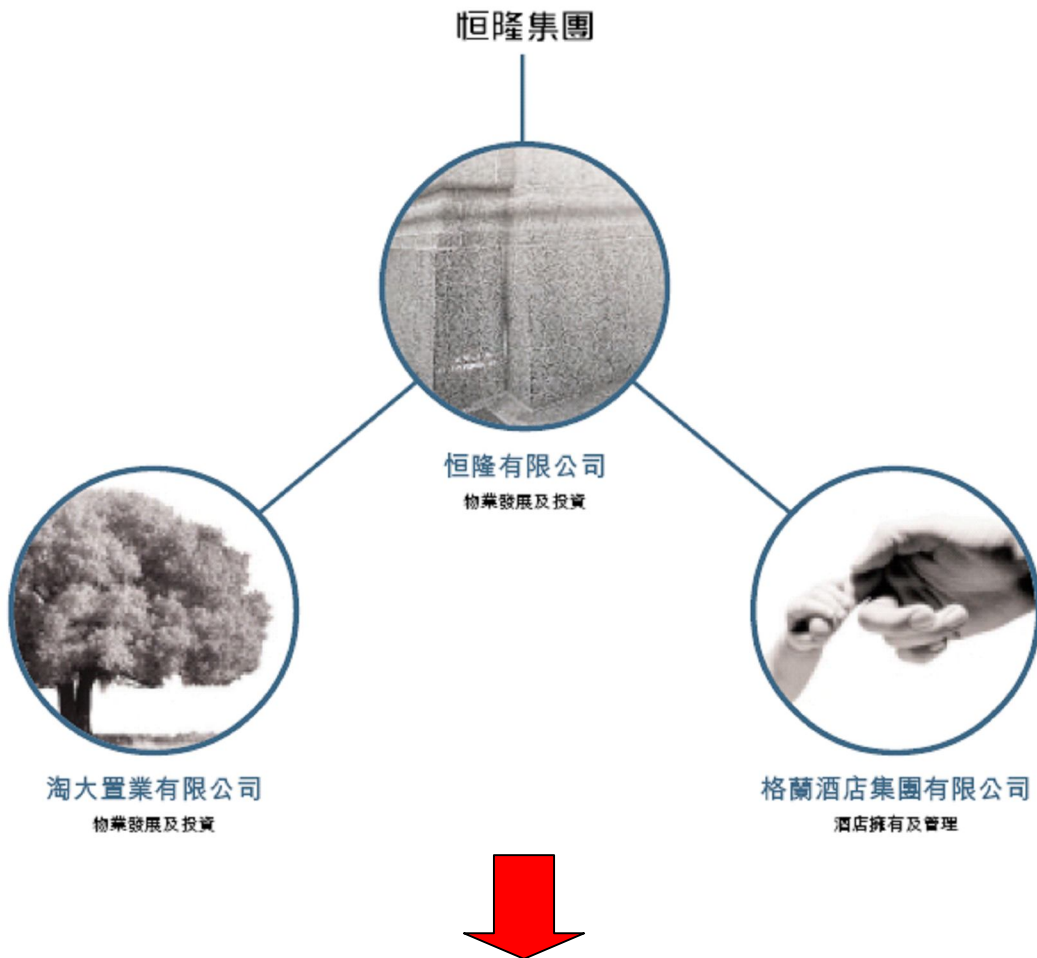 恒隆集團
恒隆有限公司
物業發展及投資
淘大置業有限公司
物業發展及投資
格蘭酒店集團有限公司
酒店擁有及管理